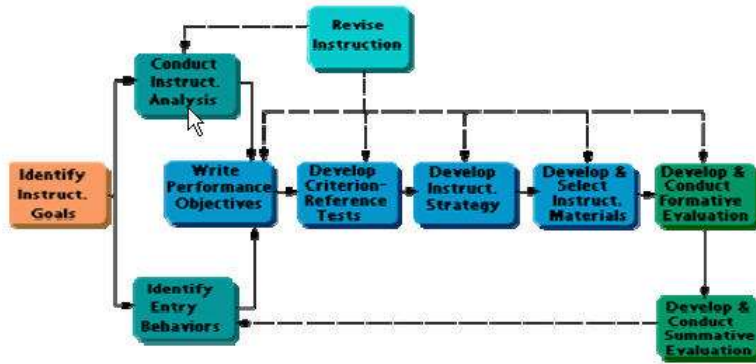 Revise
Instruction
Conduct
Instruct.
Analysis
Identify
Instruct.
Goals
Write
Performance
Objectives
Develop
Criterion-
Reference
Tests
Develop
Instruct.
Strategy
Develop &
Select
Instruct.
Materials
Develop &
Conduct
Formative
Evaluation
Identify
Entry
Behaviors
Develop &
Conduct
Summative
Evaluation